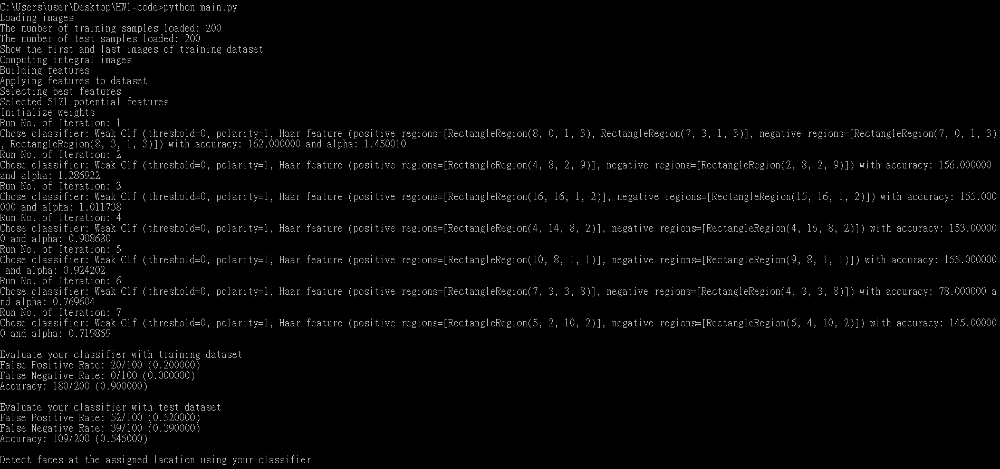 C:\Users\user\Desktop\HW1-code>python main.py
Loading images
The number of training samples loaded: 200
The number of test samples loaded: 200
Show the first and last images of training dataset
Computing integral images
Building features
Applying features to dataset
Selecting best features
Selected 5171 potential features
Initialize weights
Run No. of Iteration: 1
Chose classifier: Weak Clf (threshold=0, polarity=1, Haar feature (positive regions=[RectangleRegion(8, 0, 1, 3), RectangleRegion(7, 3, 1, 3)], negative regions=[RectangleRegion(7, 0, 1, 3)
, RectangleRegion(8, 3, 1, 3)]) with accuracy: 162.000000 and alpha: 1.450010
Run No. of Iteration: 2
Chose classifier: Weak Clf (threshold=0, polarity=1, Haar feature (positive regions=[RectangleRegion(4, 8, 2, 9)], negative regions=[RectangleRegion(2, 8, 2, 9)]) with accuracy: 156.000000
and alpha: 1.286922
Run No. of Iteration: 3
Chose classifier: Weak Clf (threshold=0, polarity=1, Haar feature (positive regions=[RectangleRegion(16, 16, 1, 2)], negative regions=[RectangleRegion(15, 16, 1, 2)]) with accuracy: 155.000
000 and alpha: 1.011738
Run No. of Iteration: 4
Chose classifier: Weak Clf (threshold=0, polarity=1, Haar feature (positive regions=[RectangleRegion(4, 14, 8, 2)], negative regions=[RectangleRegion(4, 16, 8, 2)]) with accuracy: 153.00000
0 and alpha: 0.908680
Run No. of Iteration: 5
Chose classifier: Weak Clf (threshold=0, polarity=1, Haar feature (positive regions=[RectangleRegion(10, 8, 1, 1)], negative regions=[RectangleRegion(9, 8, 1, 1)]) with accuracy: 155.000000
and alpha: 0.924202
Run No. of Iteration: 6
Chose classifier: Weak Clf (threshold=0, polarity=1, Haar feature (positive regions=[RectangleRegion(7, 3, 3, 8)], negative regions=[RectangleRegion(4, 3, 3, 8)]) with accuracy: 78.000000 a
nd alpha: 0.769604
Run No. of Iteration: 7
Chose classifier: Weak Clf (threshold=0, polarity=1, Haar feature (positive regions=[RectangleRegion(5, 2, 10, 2)], negative regions=[RectangleRegion(5, 4, 10, 2)]) with accuracy: 145.00000
0 and alpha: 0.719869
Evaluate your classifier with training dataset
False Positive Rate: 20/100 (0.200000)
False Negative Rate: 0/100 (0.000000)
Accuracy: 180/200 (0.900000)
Evaluate your classifier with test dataset
False Positive Rate: 52/100 (0.520000)
False Negative Rate: 39/100 (0.390000)
Accuracy: 109/200 (0.545000)
Detect faces at the assigned lacation using your classifier